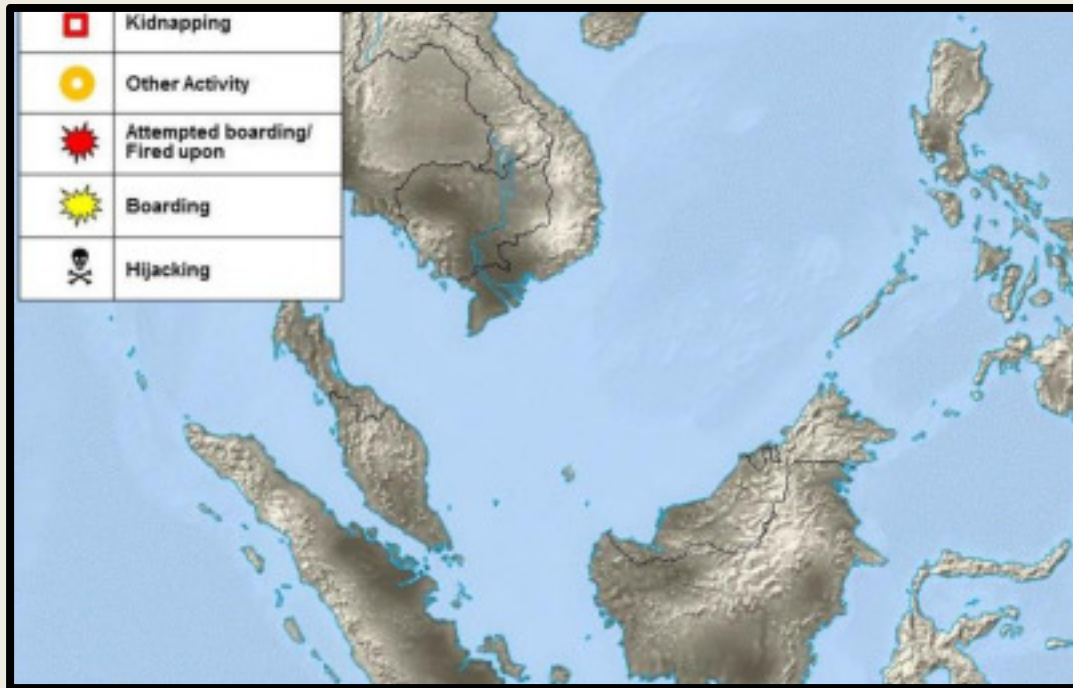 Kidnapping
Other Activity
Attempted boarding/
Fired upon
Boarding
Hijacking